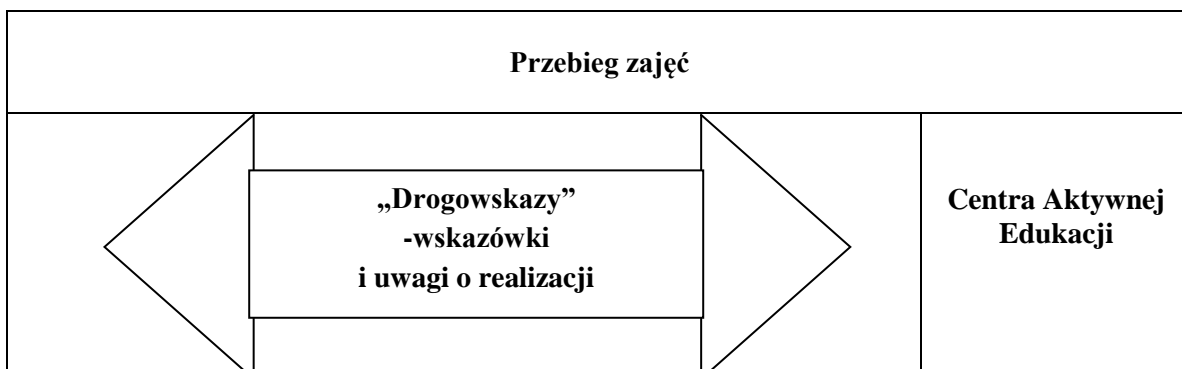 Przebieg zajęć
„Drogowskazy”
-wskazówki
i uwagi o realizacji
Centra Aktywnej
Edukacji